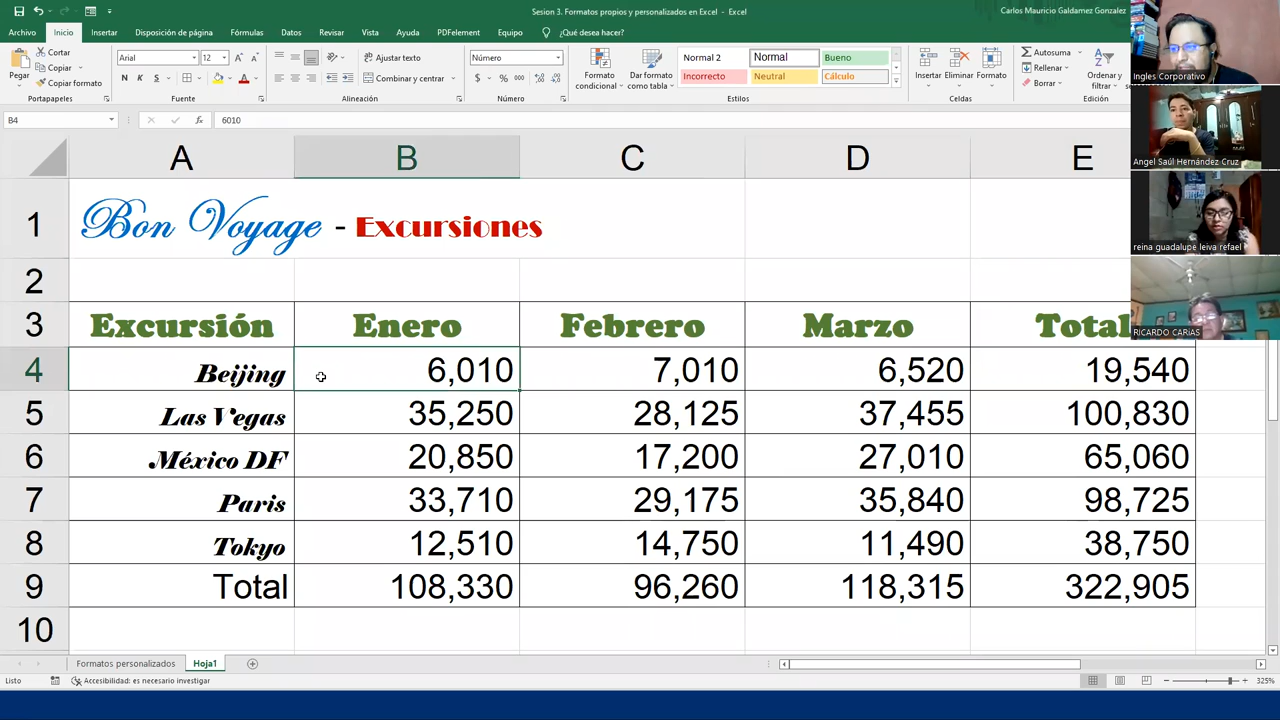 Sesion 3. Formatos propios y personalizados en Excel - Excel
Carlos Mauricio Galdamez Gonzalez
Archivo Inicio Insertar Disposición de página Fórmulas Datos Revisar Vista Ayuda PDFelement Equipo ¿Qué desea hacer?
Pegar
Cortar
Copiar
Copiar formato
Portapapeles
Arial 12
N K S
Fuente
Ajustar texto
Combinar y centrar
Alineación
Número
$ % 000
Número
Formato condicional
Dar formato como tabla
Normal 2 Normal Bueno
Incorrecto Neutral Cálculo
Estilos
Insertar Eliminar Formato
Celdas
Autosuma
Rellenar
Borrar
Ordenar y filtrar
Edición
B4 fx 6010
A B C D E
1 Bon Voyage - Excursiones
2
3 Excursión Enero Febrero Marzo Total
4 Beijing 6,010 7,010 6,520 19,540
5 Las Vegas 35,250 28,125 37,455 100,830
6 México DF 20,850 17,200 27,010 65,060
7 Paris 33,710 29,175 35,840 98,725
8 Tokyo 12,510 14,750 11,490 38,750
9 Total 108,330 96,260 118,315 322,905
10
Formatos personalizados Hoja1
Listo Accesibilidad: es necesario investigar 325%
Ingles Corporativo
Angel Saúl Hernández Cruz
reina guadalupe leiva refael
RICARDO CARIAS